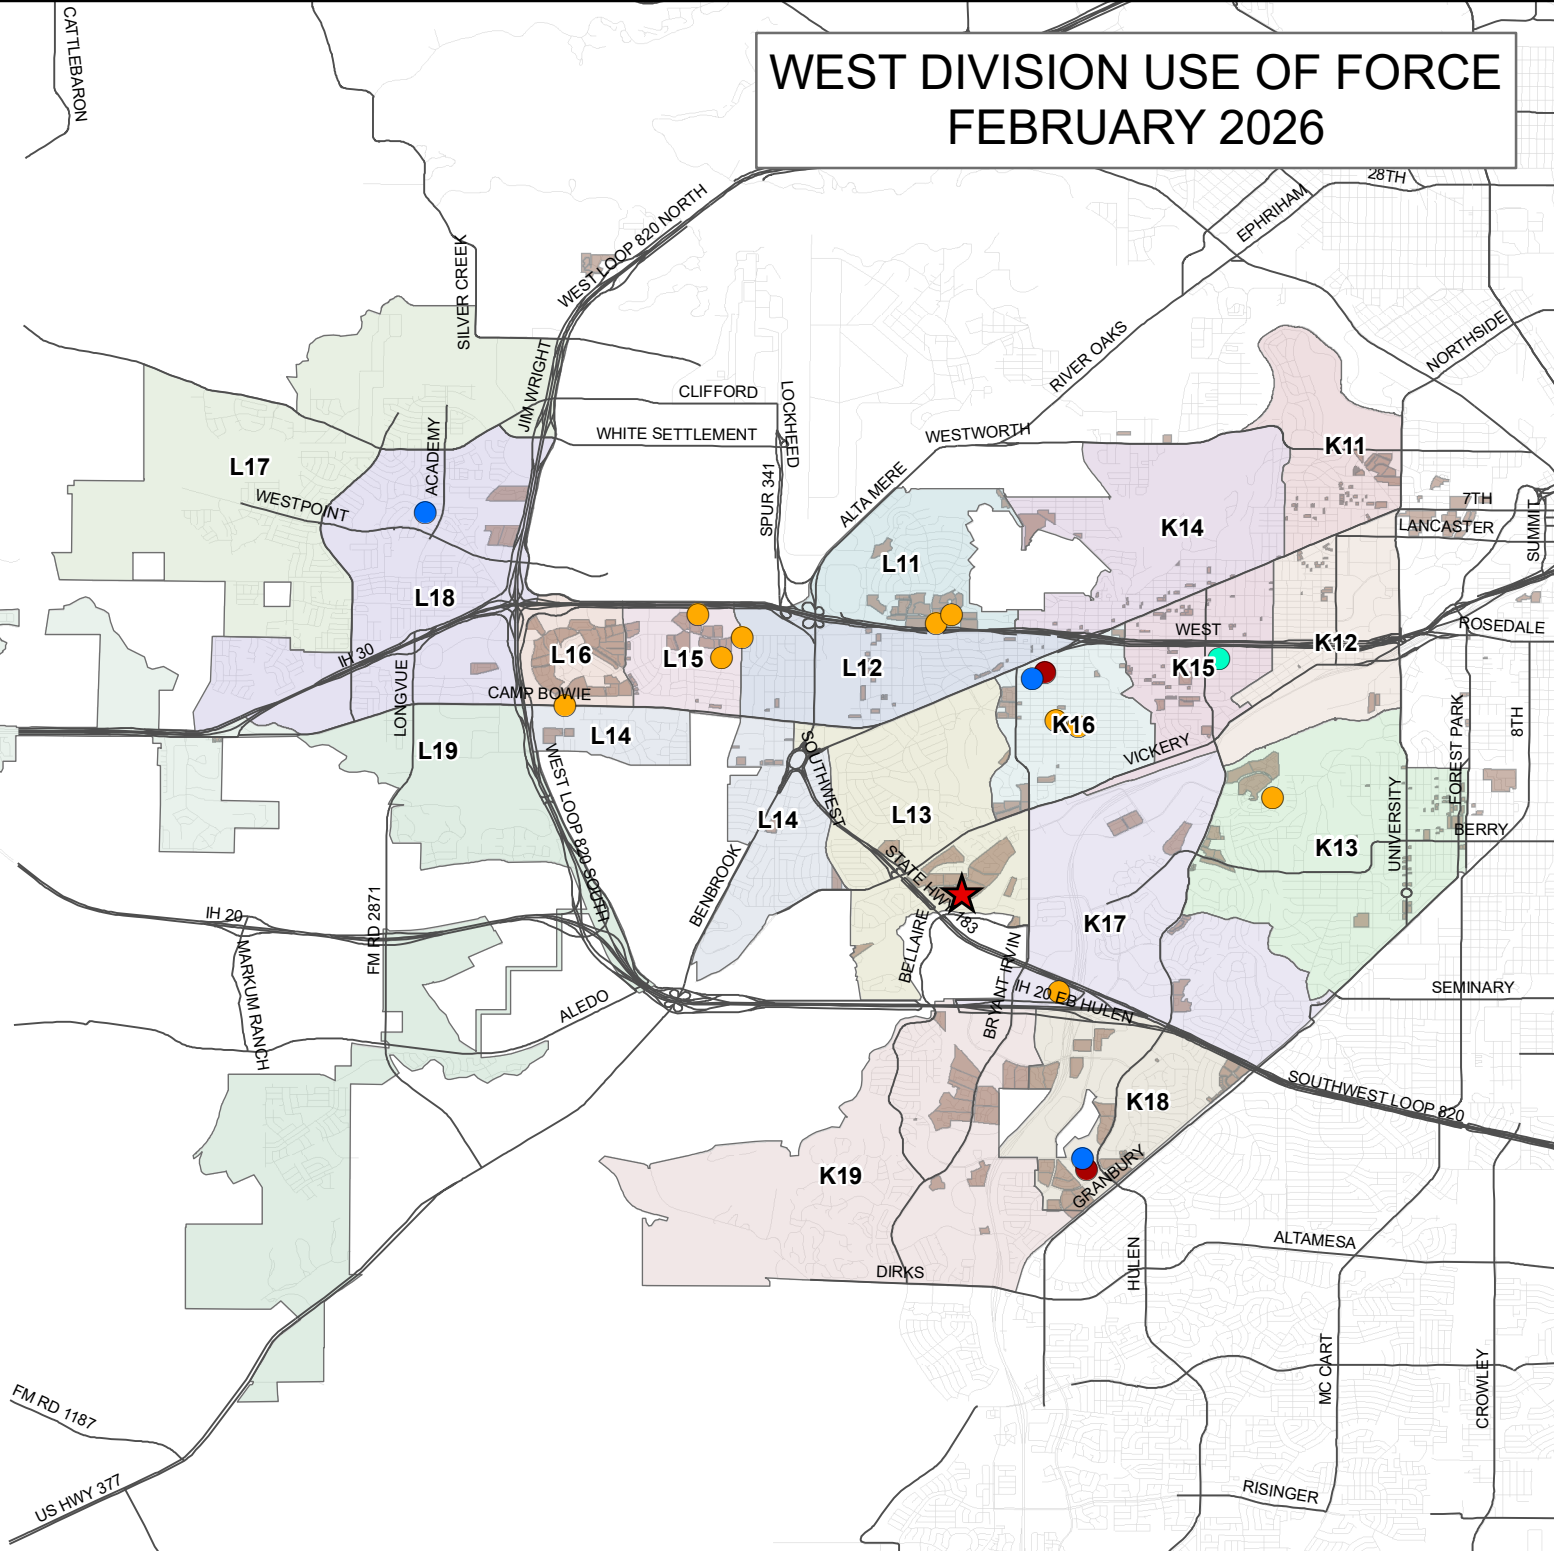 WEST DIVISION USE OF FORCE
FEBRUARY 2026
CATTLEBARON
28TH
EPHRIHAM
WEST LOOP 820 NORTH
SILVER CREEK
NORTHSIDE
RIVER OAKS
JIM WRIGHT
CLIFFORD
LOCKHED
WHITE SETTLEMENT
WESTWORTH
K11
ACADEMY
L17
ALTA MERE
SPUR 341
WESTPOINT
7TH
LANCASTER
SUMMIT
K14
L11
L18
WEST
ROSEDALE
K12
IH 30
L16
L15
L12
K15
CAMP BOWIE
LONGVUE
K16
L14
L19
VICKERY
FOREST PARK
8TH
SOUTHWEST
WEST LOOP 820 SOUTH
L14
L13
UNIVERSITY
BERRY
K13
STATE HWY 183
BENBROOK
FM RD 2871
IH 20
K17
BELLAIRE
BRYANT IRVIN
MARKUM RANCH
SEMINARY
ALEDO
IH 20 EB HULEN
SOUTHWEST LOOP 820
K18
K19
GRANBURY
HULEN
ALTAMESA
DIRKS
MC CART
CROWLEY
FM RD 1187
US HWY 377
RISINGER